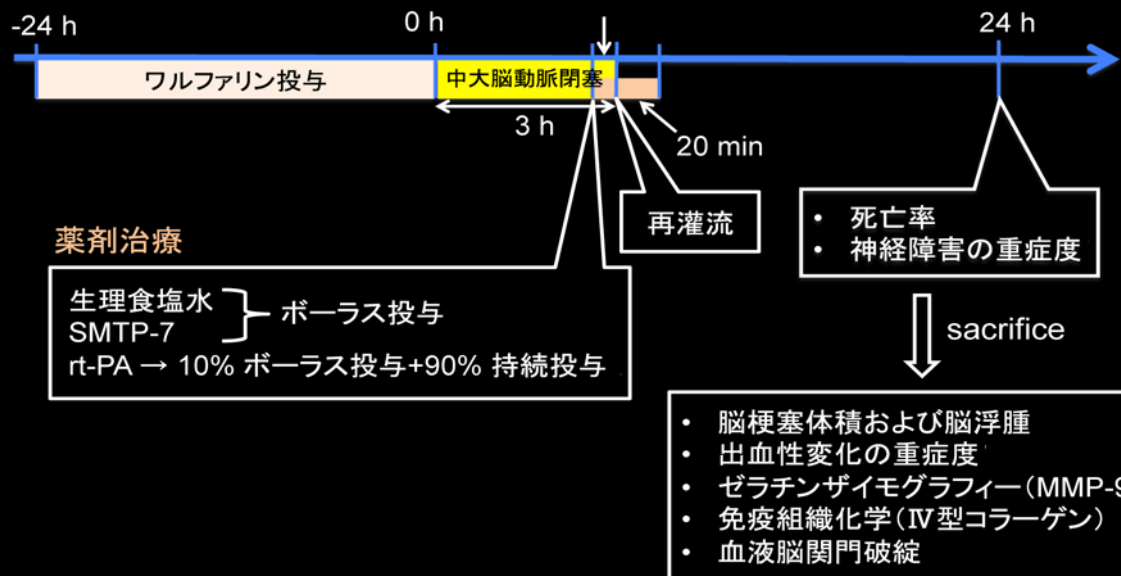 -24 h
0 h
24 h
ワルファリン投与
中大脳動脈閉塞
3 h
20 min
再灌流
• 死亡率
• 神経障害の重症度
薬剤治療
生理食塩水
SMTP-7
ボーラス投与
rt-PA → 10% ボーラス投与+90% 持続投与
sacrifice
• 脳梗塞体積および脳浮腫
• 出血性変化の重症度
• ゼラチンザイモグラフィー(MMP-9
• 免疫組織化学(Ⅳ型コラーゲン)
• 血液脳関門破綻